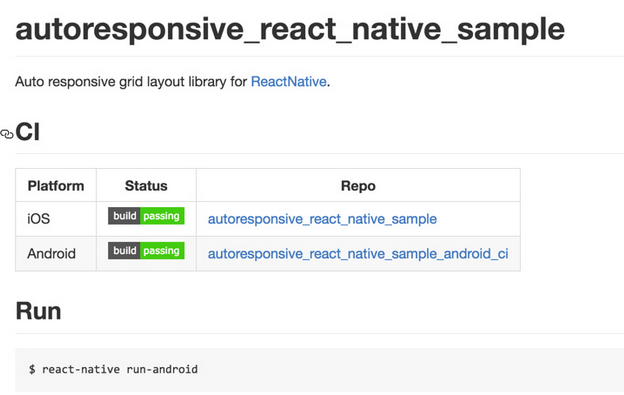 autoresponsive_react_native_sample
Auto responsive grid layout library for ReactNative.
CI
Platform Status Repo
iOS build passing autoresponsive_react_native_sample
Android build passing autoresponsive_react_native_sample_android_ci
Run
$ react-native run-android